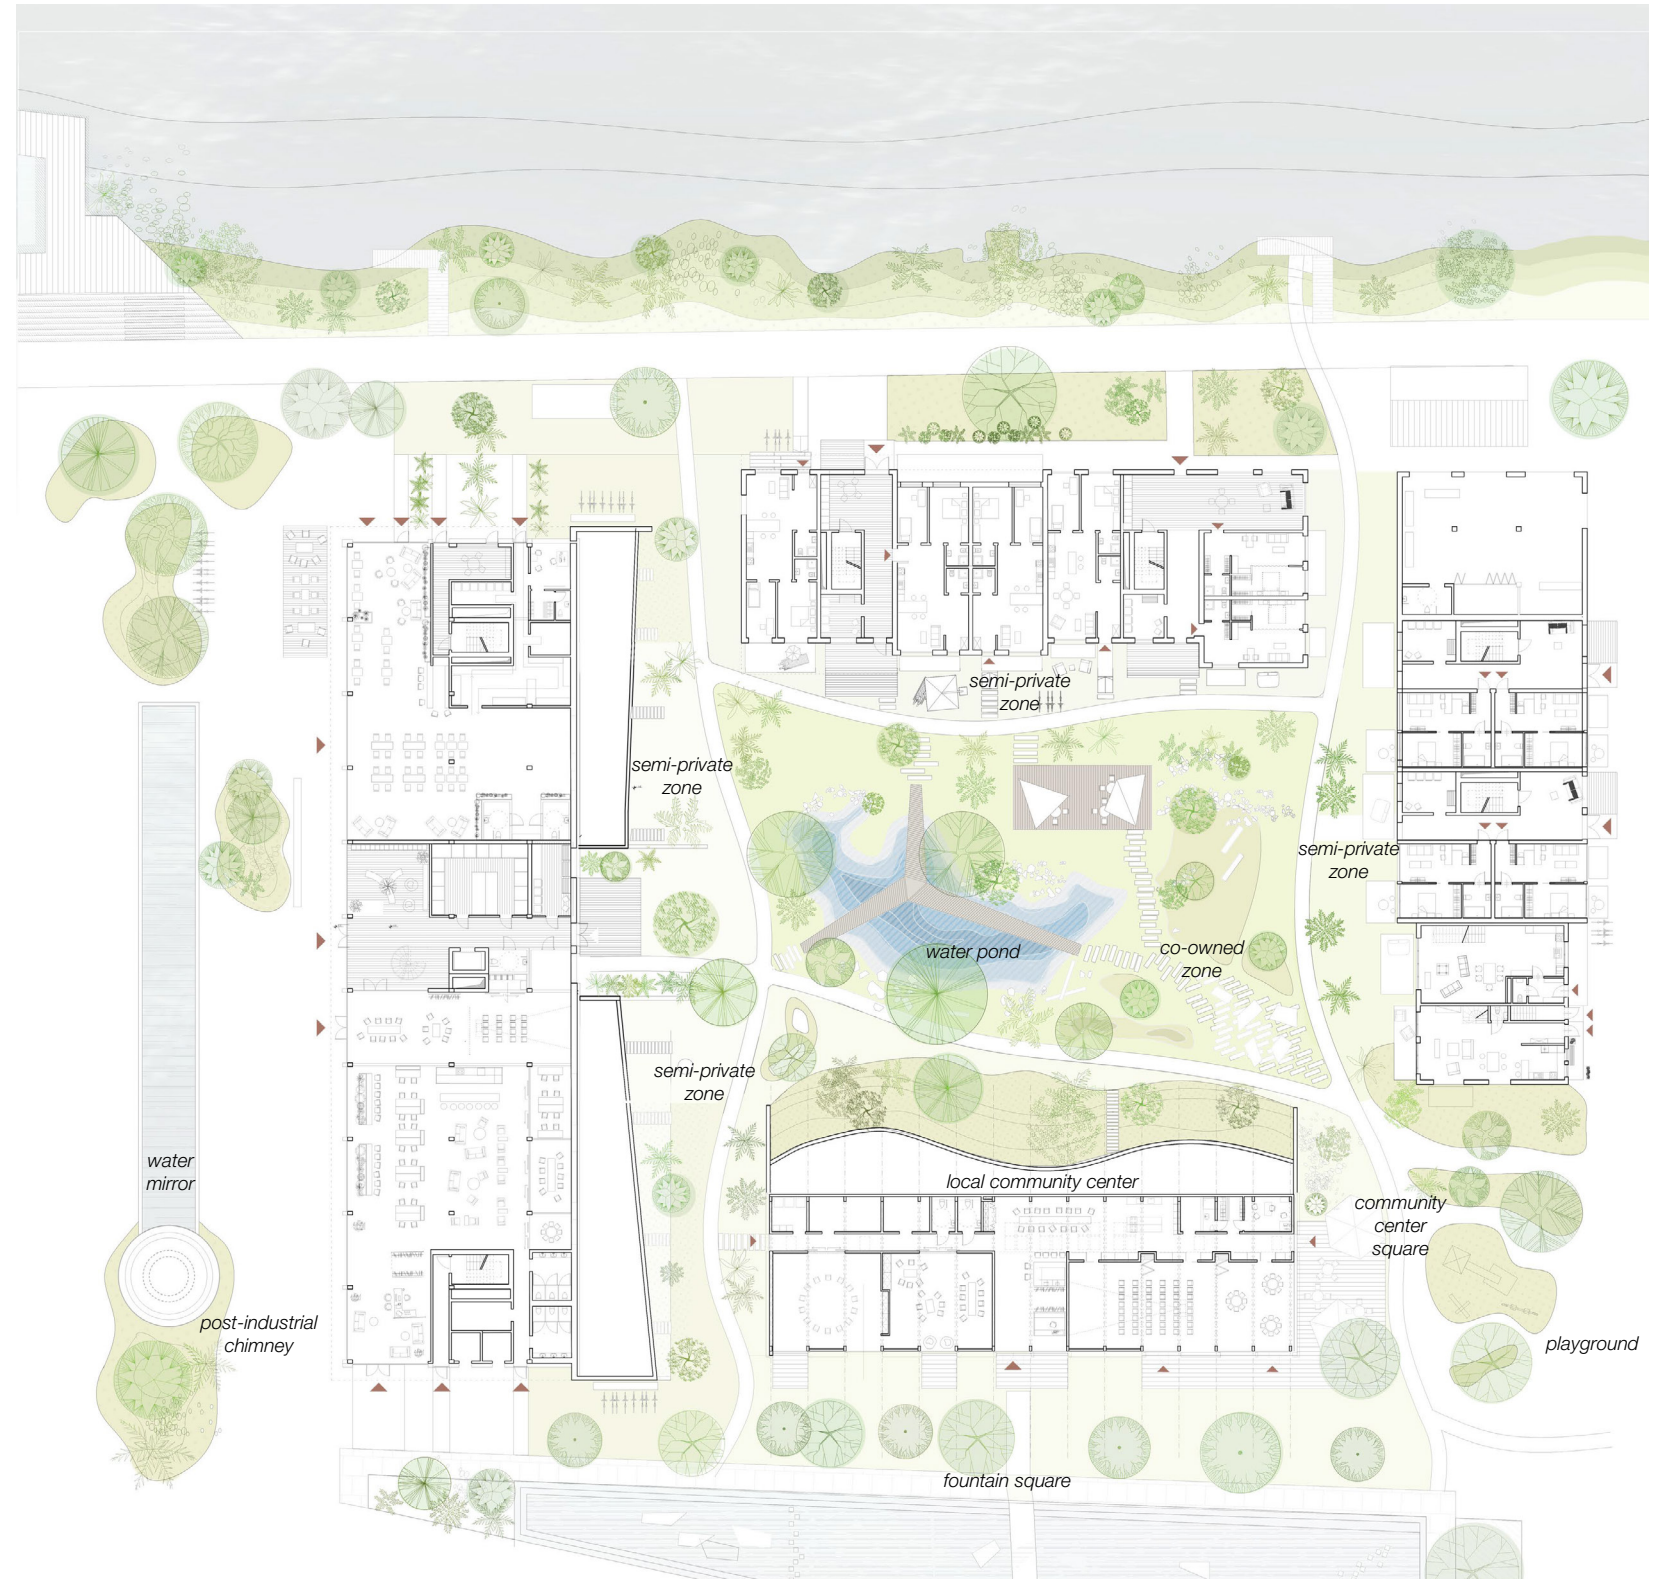 semi-private
zone
semi-private
zone
semi-private
zone
water pond
co-owned
zone
semi-private
zone
water
mirror
local community center
community
center
square
post-industrial
chimney
playground
fountain square